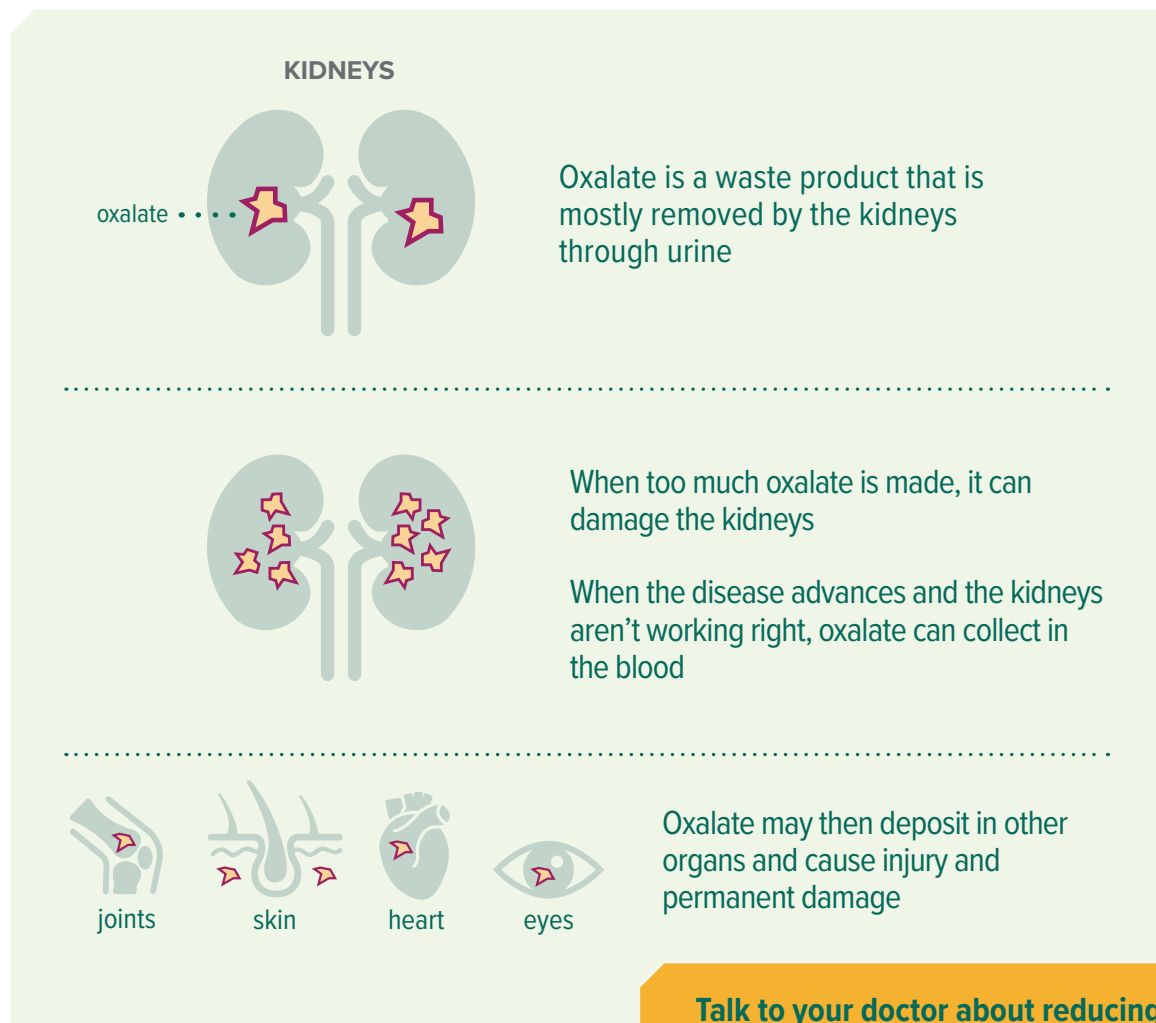 KIDNEYS
oxalate
Oxalate is a waste product that is
mostly removed by the kidneys
through urine
When too much oxalate is made, it can
damage the kidneys
When the disease advances and the kidneys
aren’t working right, oxalate can collect in
the blood
joints
skin
heart
eyes
Oxalate may then deposit in other
organs and cause injury and
permanent damage
Talk to your doctor about reducing